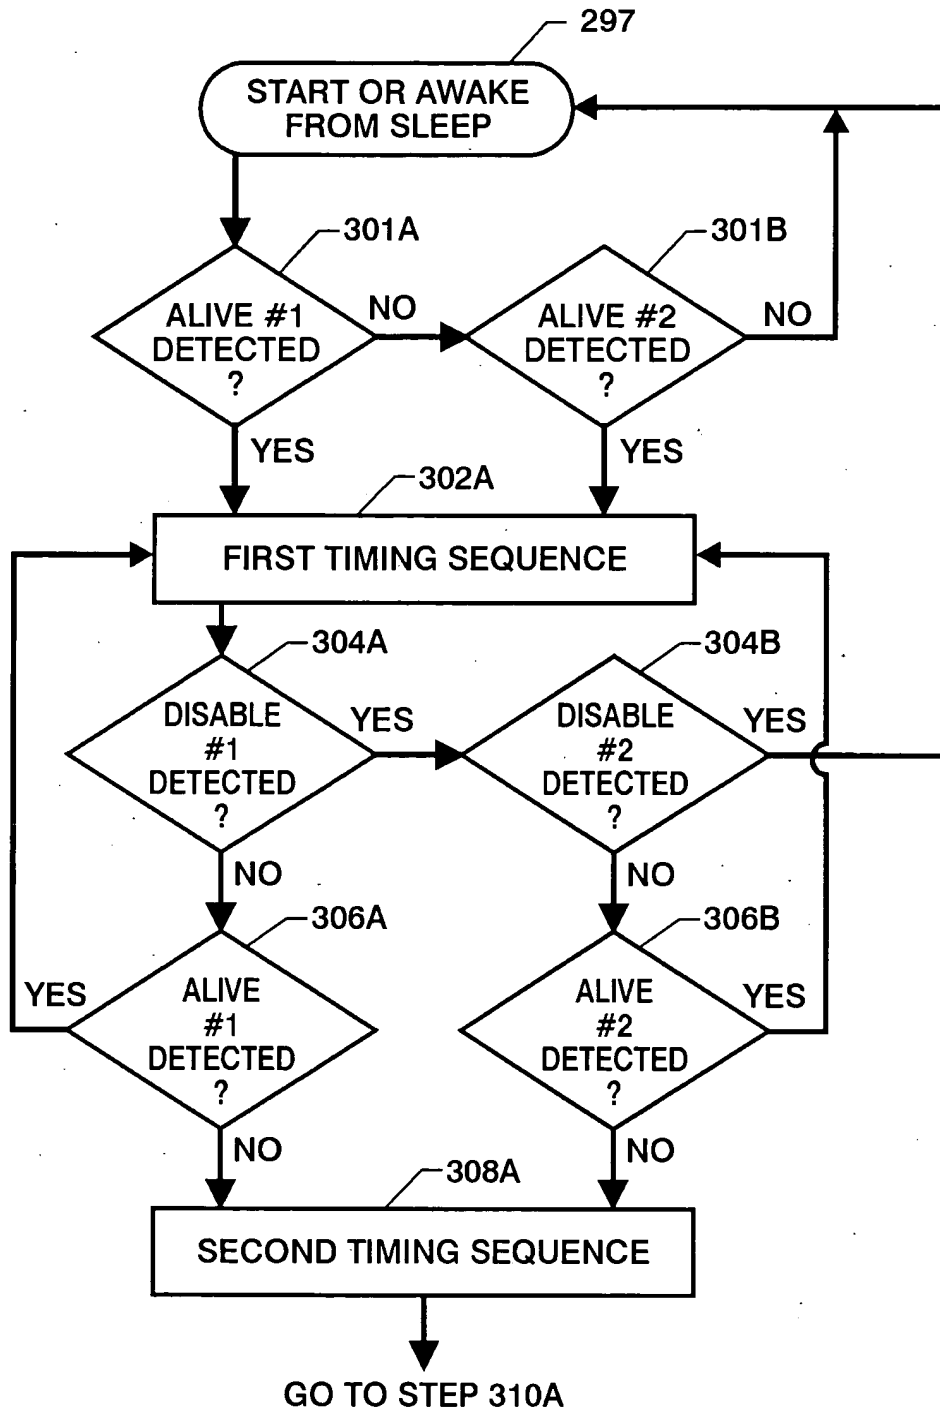 297
START OR AWAKE
FROM SLEEP
301A
ALIVE #1
DETECTED
?
NO
301B
ALIVE #2
DETECTED
?
NO
YES
YES
302A
FIRST TIMING SEQUENCE
304A
DISABLE
#1
DETECTED
?
YES
304B
DISABLE
#2
DETECTED
?
YES
NO
NO
306A
ALIVE
#1
DETECTED
?
YES
306B
ALIVE
#2
DETECTED
?
YES
NO
NO
308A
SECOND TIMING SEQUENCE
GO TO STEP 310A